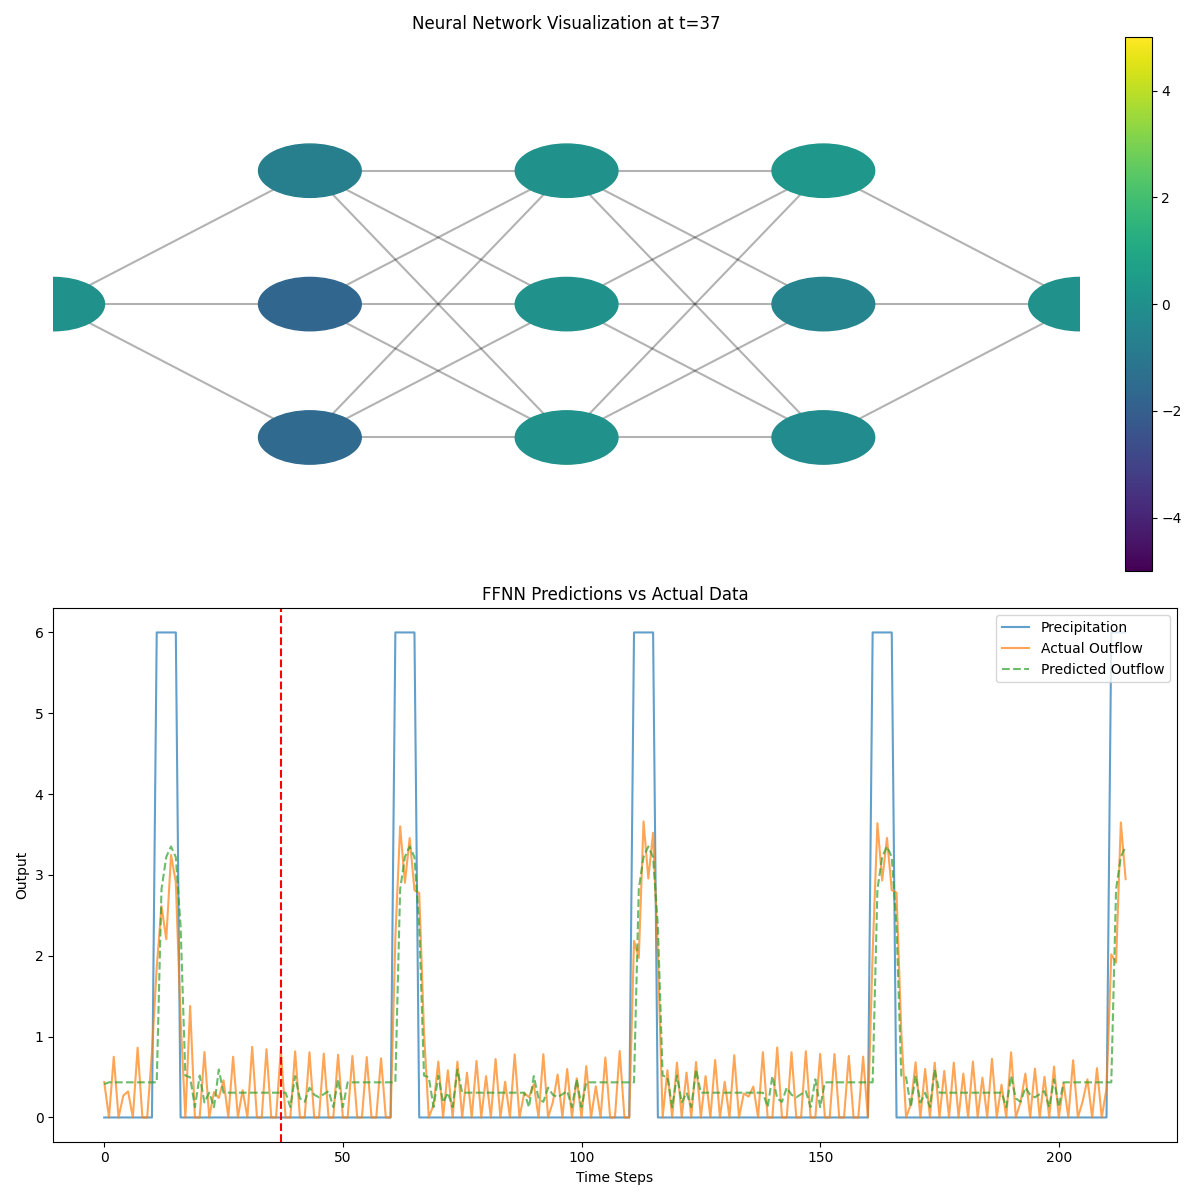 Neural Network Visualization at t=37
4
2
0
−2
−4
FFNN Predictions vs Actual Data
Precipitation
Actual Outflow
Predicted Outflow
6
5
4
3
2
1
0
Output
0 50 100 150 200
Time Steps